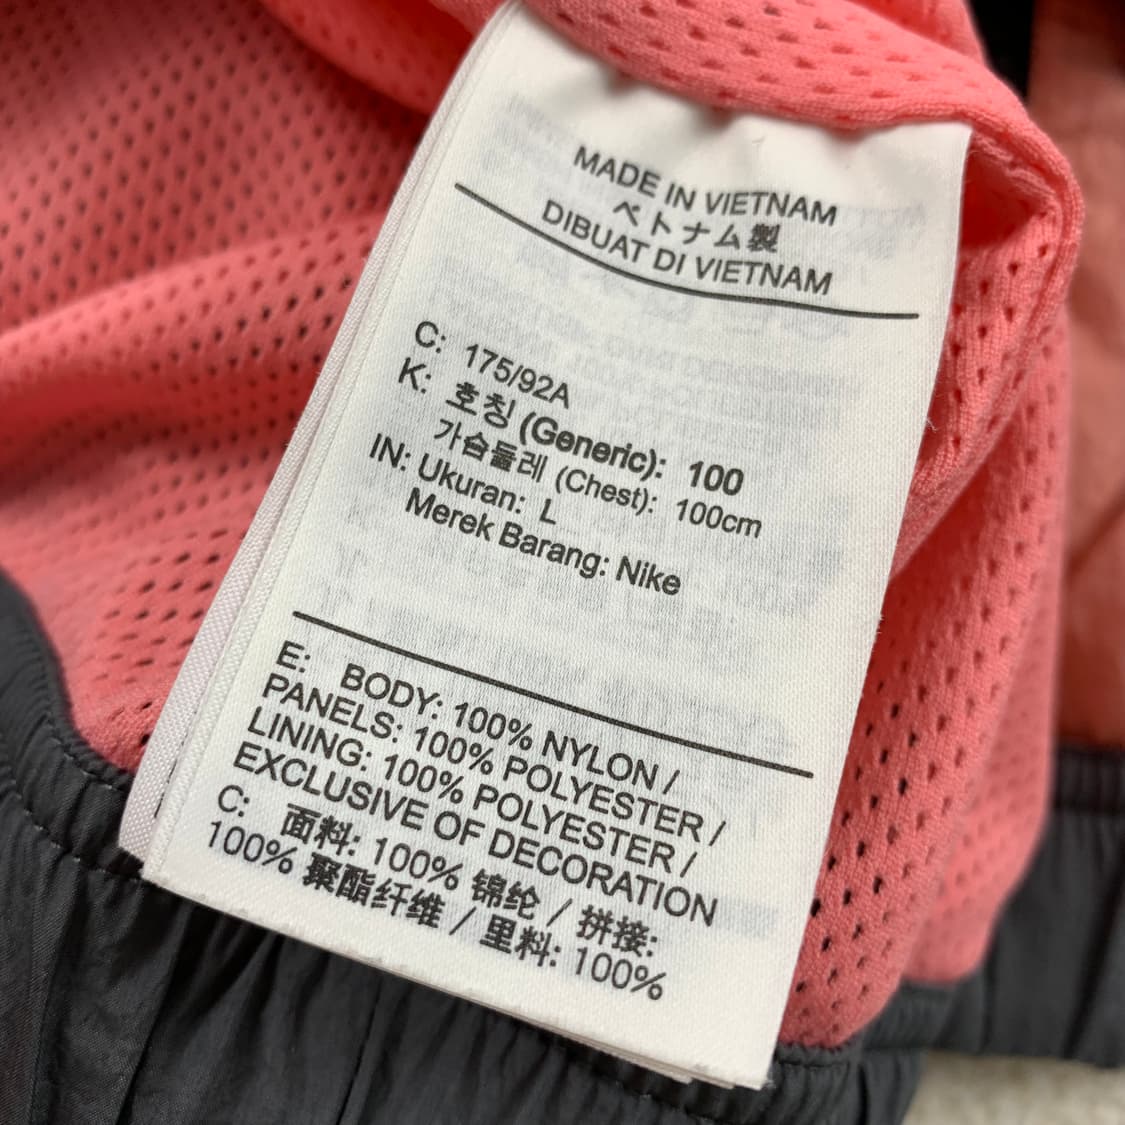 MADE IN VIETNAM
ベトナム製
DIBUAT DI VIETNAM
C: 175/92A
K: 호칭 (Generic): 100
가슴둘레 (Chest): 100cm
IN: Ukuran: L
Merek Barang: Nike
E: BODY: 100% NYLON /
PANELS: 100% POLYESTER /
LINING: 100% POLYESTER /
EXCLUSIVE OF DECORATION
C: 面料: 100% 锦纶 / 拼接:
100% 聚酯纤维 / 里料: 100%